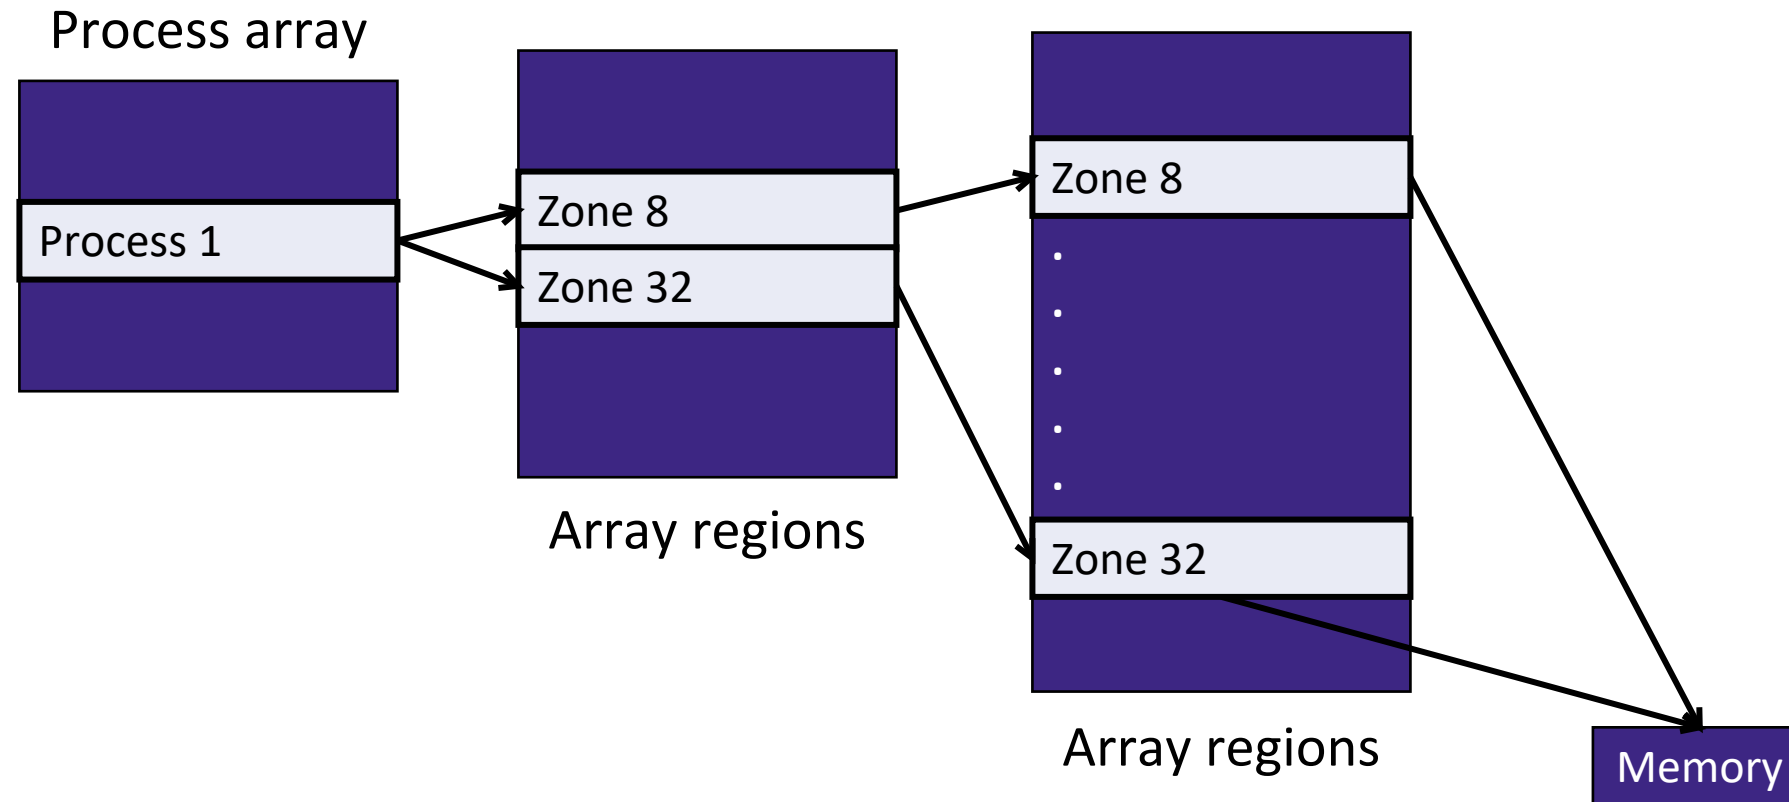 Process array
Process 1
Zone 8
Zone 32
Array regions
Zone 8
.
.
.
.
.
Zone 32
Array regions
Memory